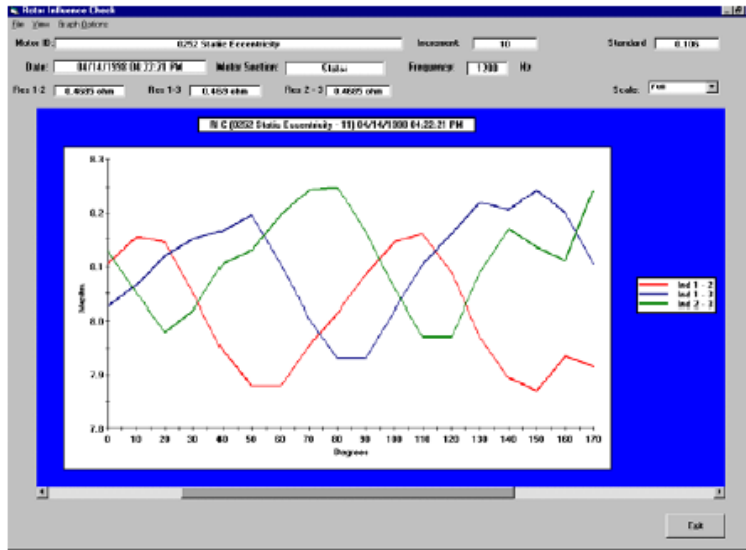 Rotor Influence Check
File View Graph Options
Motor ID: 0252 Static Eccentricity Increment: 10 Standard 0.106
Date: 04/14/1998 04:22:21 PM Motor Section: Stator Frequency: 1200 Hz
Res 1-2 0.4685 ohm Res 1-3 0.469 ohm Res 2-3 0.4685 ohm Scale:
RIC (0252 Static Eccentricity - 11) 04/14/1998 04:22:21 PM
8.3
8.2
8.1
8.0
7.9
7.8
0 10 20 30 40 50 60 70 80 90 100 110 120 130 140 150 160 170
Degrees
Ind 1 - 2
Ind 1 - 3
Ind 2 - 3
Exit